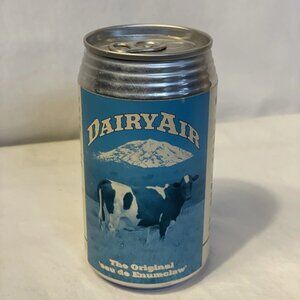 DAIRYAIR
The Original
"eau de Enumclaw"